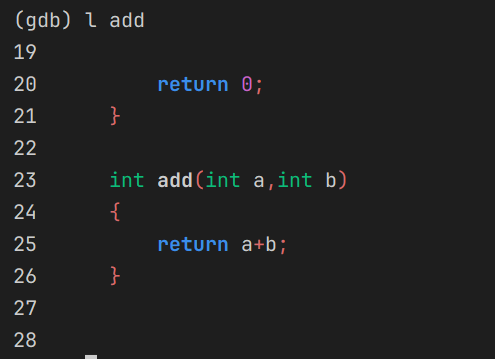 (gdb) l add
19
20          return 0;
21      }
22
23      int add(int a,int b)
24      {
25          return a+b;
26      }
27
28